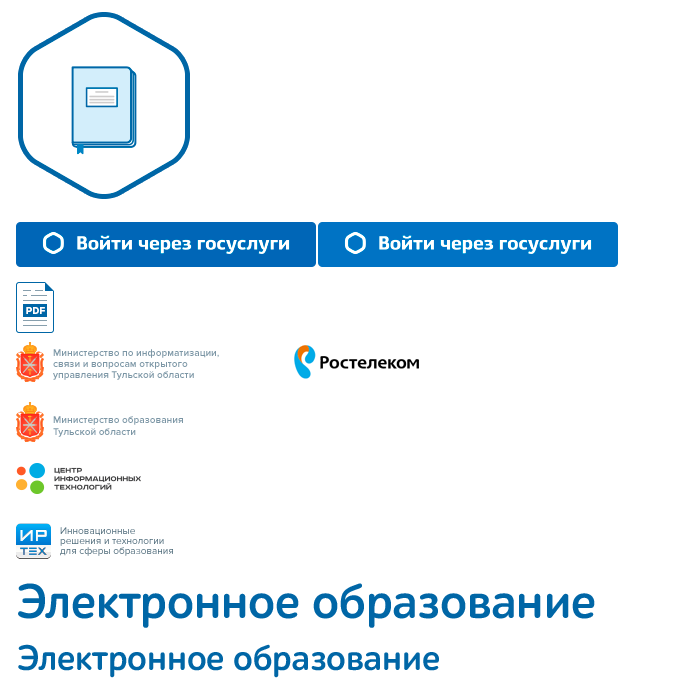 Войти через госуслуги Войти через госуслуги
PDF
Министерство по информатизации,
связи и вопросам открытого
управления Тульской области
Ростелеком
Министерство образования
Тульской области
ЦЕНТР
ИНФОРМАЦИОННЫХ
ТЕХНОЛОГИЙ
ИР
ТЕХ
Инновационные
решения и технологии
для сферы образования
Электронное образование
Электронное образование